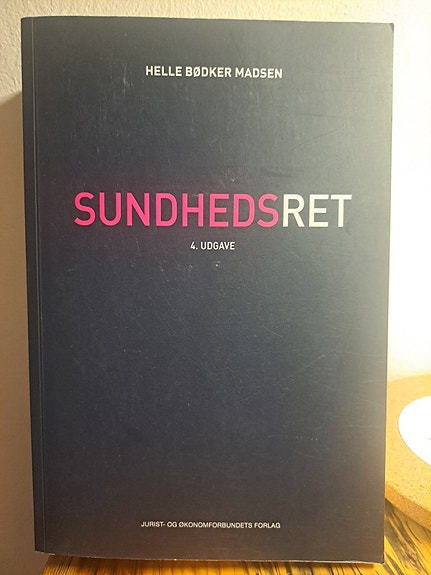 HELLE BØDKER MADSEN
SUNDHEDSRET
4. UDGAVE
JURIST- OG ØKONOMFORBUNDETS FORLAG